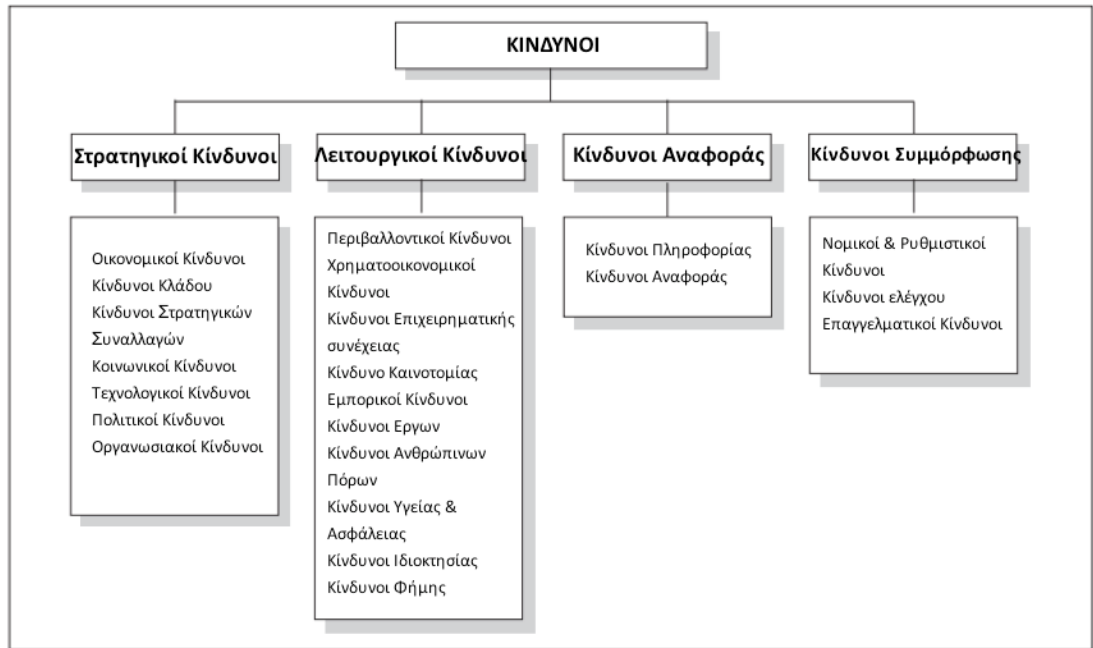 ΚΙΝΔΥΝΟΙ
Στρατηγικοί Κίνδυνοι
Οικονομικοί Κίνδυνοι
Κίνδυνοι Κλάδου
Κίνδυνοι Στρατηγικών
Συναλλαγών
Κοινωνικοί Κίνδυνοι
Τεχνολογικοί Κίνδυνοι
Πολιτικοί Κίνδυνοι
Οργανωσιακοί Κίνδυνοι
Λειτουργικοί Κίνδυνοι
Περιβαλλοντικοί Κίνδυνοι
Χρηματοοικονομικοί
Κίνδυνοι
Κίνδυνοι Επιχειρηματικής
συνέχειας
Κίνδυνο Καινοτομίας
Εμπορικοί Κίνδυνοι
Κίνδυνοι Εργων
Κίνδυνοι Ανθρώπινων
Πόρων
Κίνδυνοι Υγείας &
Ασφάλειας
Κίνδυνοι Ιδιοκτησίας
Κίνδυνοι Φήμης
Κίνδυνοι Αναφοράς
Κίνδυνοι Πληροφορίας
Κίνδυνοι Αναφοράς
Κίνδυνοι Συμμόρφωσης
Νομικοί & Ρυθμιστικοί
Κίνδυνοι
Κίνδυνοι ελέγχου
Επαγγελματικοί Κίνδυνοι